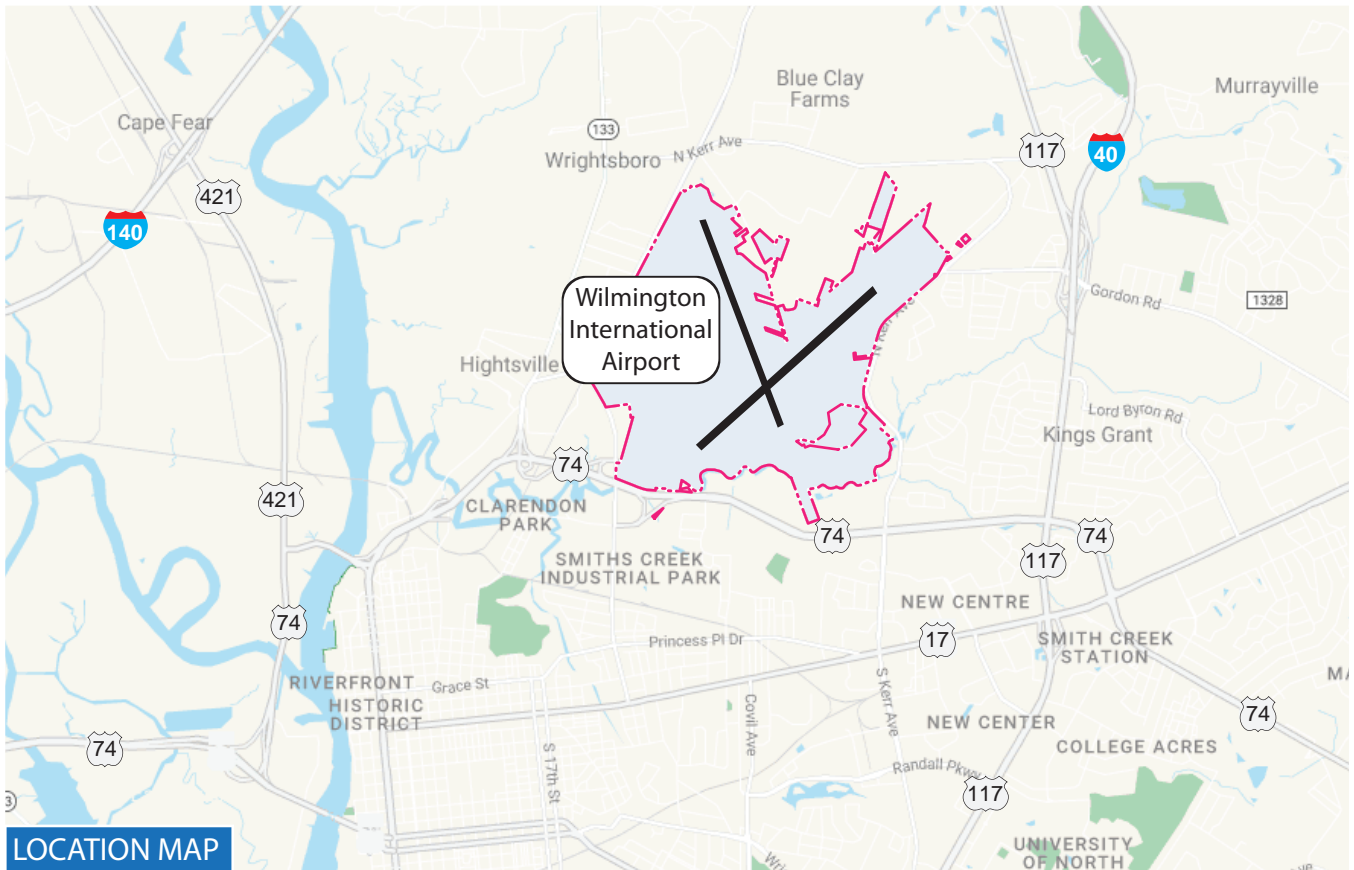 Blue Clay
Farms
Murrayville
Cape Fear
133
N Kerr Ave
117
40
Wrightsboro
421
140
Wilmington
International
Airport
Gordon Rd
1328
N Kerr Ave
Hightsville
Lord Byron Rd
Kings Grant
74
421
CLARENDON
PARK
74
74
117
SMITHS CREEK
INDUSTRIAL PARK
NEW CENTRE
74
Princess Pl Dr
17
SMITH CREEK
STATION
RIVERFRONT
Grace St
HISTORIC
DISTRICT
S Kerr Ave
Covil Ave
74
NEW CENTER
74
COLLEGE ACRES
S 17th St
Randall Pkwy
117
UNIVERSITY
OF NORTH
LOCATION MAP